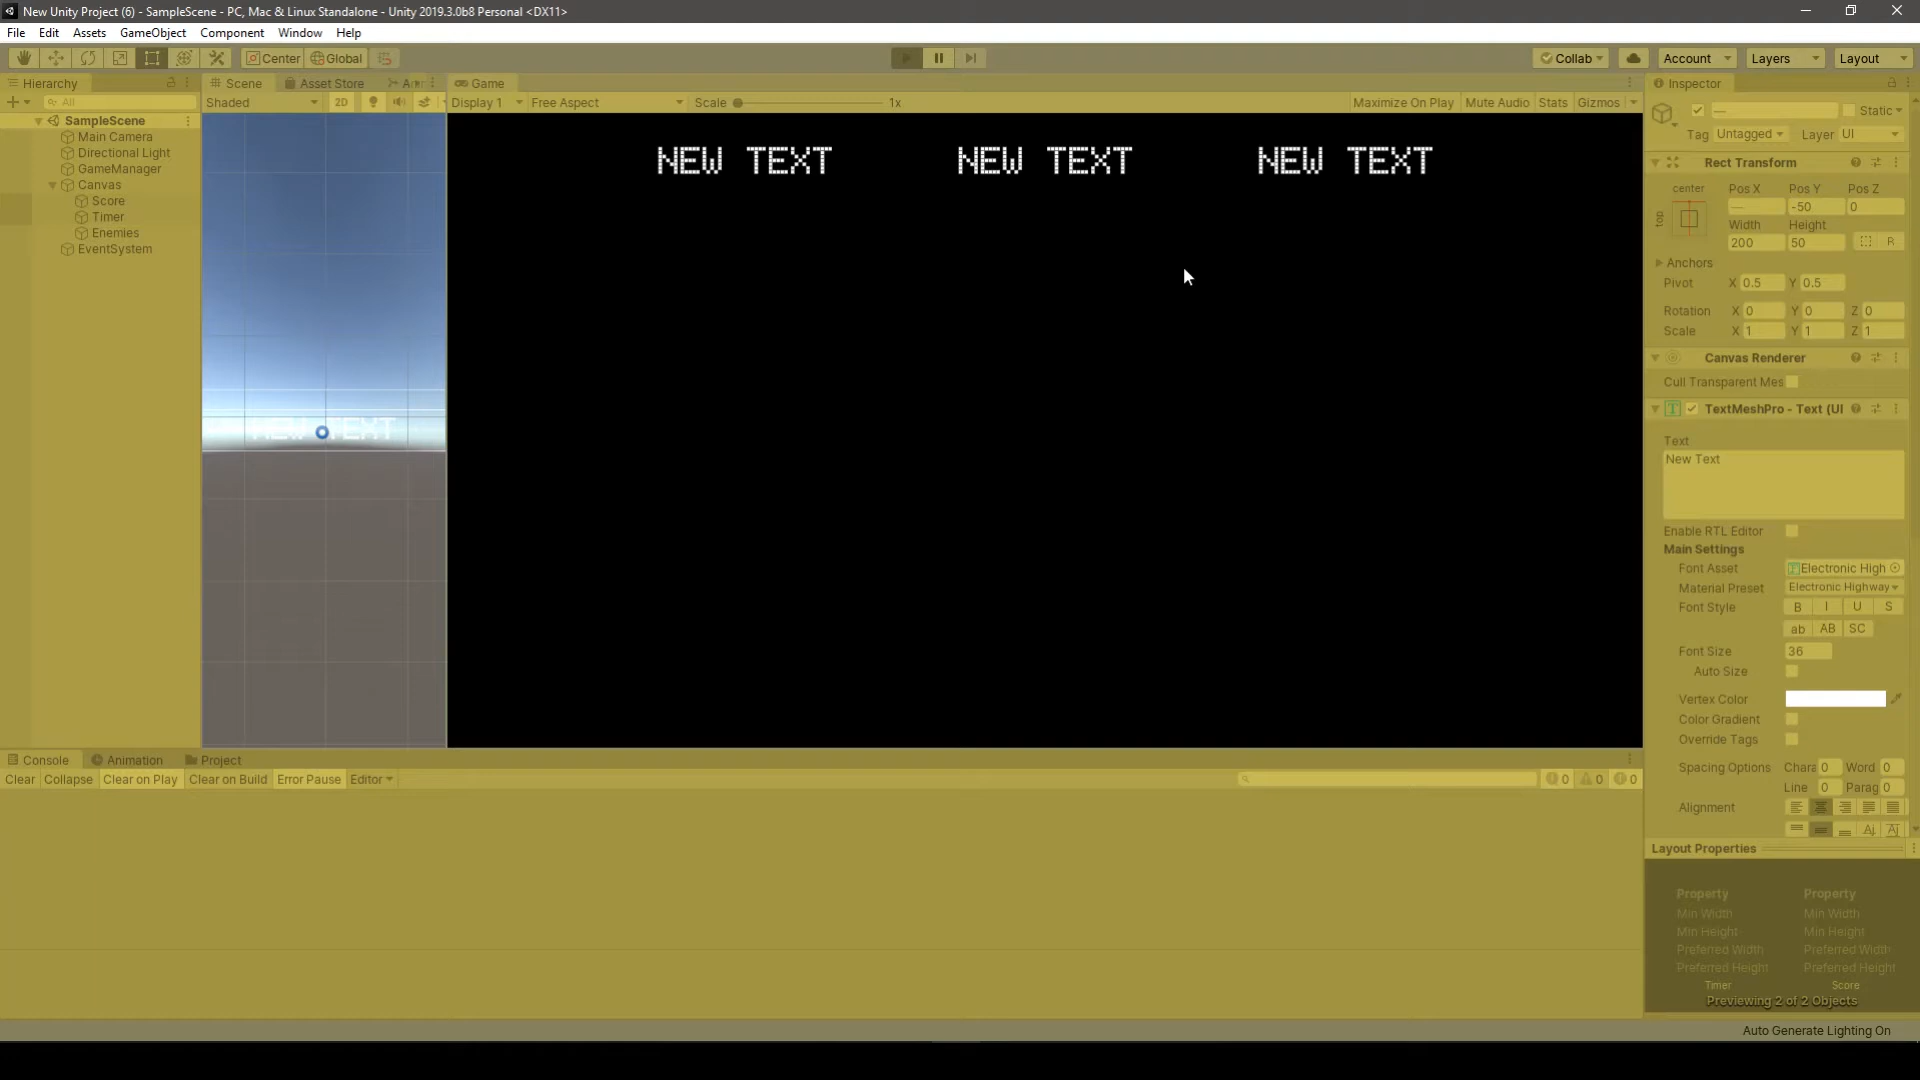 New Unity Project (6) - SampleScene - PC, Mac & Linux Standalone - Unity 2019.3.0b8 Personal <DX11>
File Edit Assets GameObject Component Window Help
Center Global Collab Account Layers Layout
Hierarchy Scene Asset Store Game Inspector
All Shaded 2D Display 1 Free Aspect Scale 1x Maximize On Play Mute Audio Stats Gizmos
— Static
SampleScene
Main Camera
Directional Light
GameManager
Canvas
Score
Timer
Enemies
EventSystem
NEW TEXT
NEW TEXT NEW TEXT NEW TEXT
Tag Untagged Layer UI
Rect Transform
center Pos X Pos Y Pos Z
top — -50 0
Width Height
200 50 R
Anchors
Pivot X 0.5 Y 0.5
Rotation X 0 Y 0 Z 0
Scale X 1 Y 1 Z 1
Canvas Renderer
Cull Transparent Mes
TextMeshPro - Text (UI
Text
New Text
Enable RTL Editor
Main Settings
Font Asset Electronic High
Material Preset Electronic Highway
Font Style B I U S
ab AB SC
Font Size 36
Auto Size
Vertex Color
Color Gradient
Override Tags
Spacing Options Chara 0 Word 0
Line 0 Parag 0
Alignment
Layout Properties
Property Property
Min Width Min Width
Min Height Min Height
Preferred Width Preferred Width
Preferred Height Preferred Height
Timer Score
Previewing 2 of 2 Objects
Console Animation Project
Clear Collapse Clear on Play Clear on Build Error Pause Editor 0 0 0
Auto Generate Lighting On